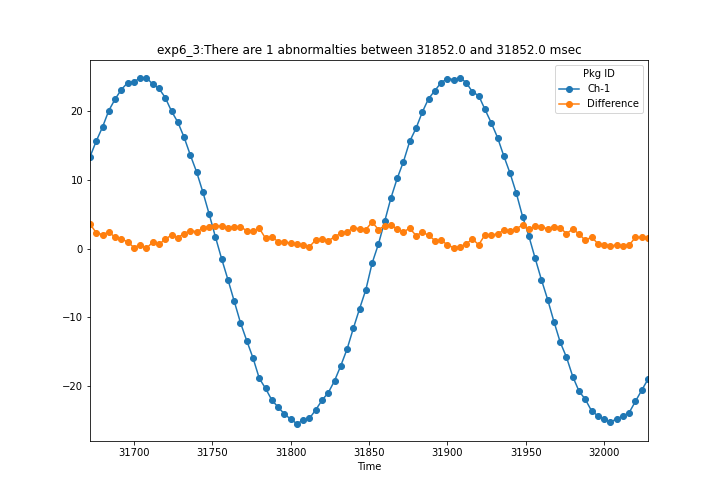 exp6_3:There are 1 abnormalties between 31852.0 and 31852.0 msec
Pkg ID
Ch-1
Difference
20
10
0
−10
−20
31700 31750 31800 31850 31900 31950 32000
Time